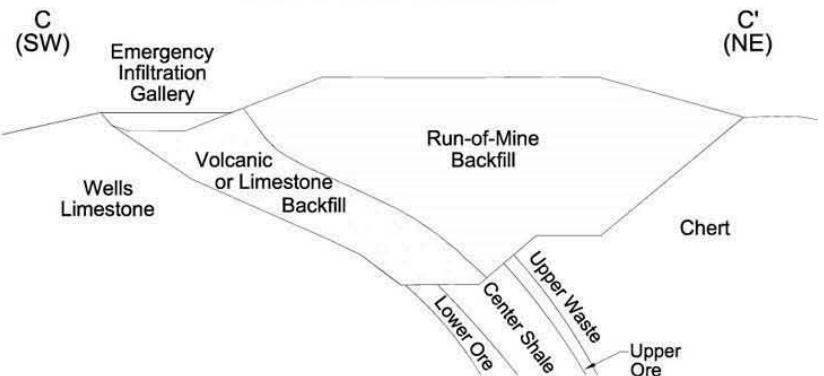 C
(SW)
C'
(NE)
Emergency
Infiltration
Gallery
Run-of-Mine
Backfill
Volcanic
or Limestone
Backfill
Wells
Limestone
Chert
Lower Ore
Center Shale
Upper Waste
Upper
Ore